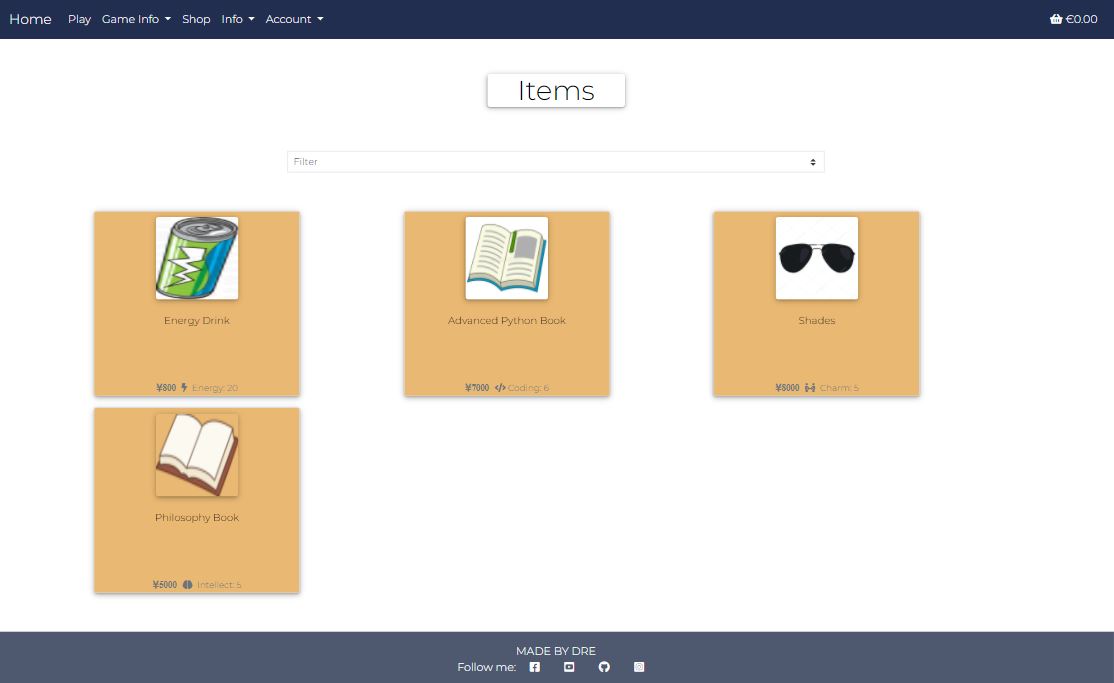 Home Play Game Info Shop Info Account €0.00
Items
Filter
Energy Drink
¥800 Energy: 20
Advanced Python Book
¥7000 Coding: 6
Shades
¥8000 Charm: 5
Philosophy Book
¥5000 Intellect: 5
MADE BY DRE
Follow me: